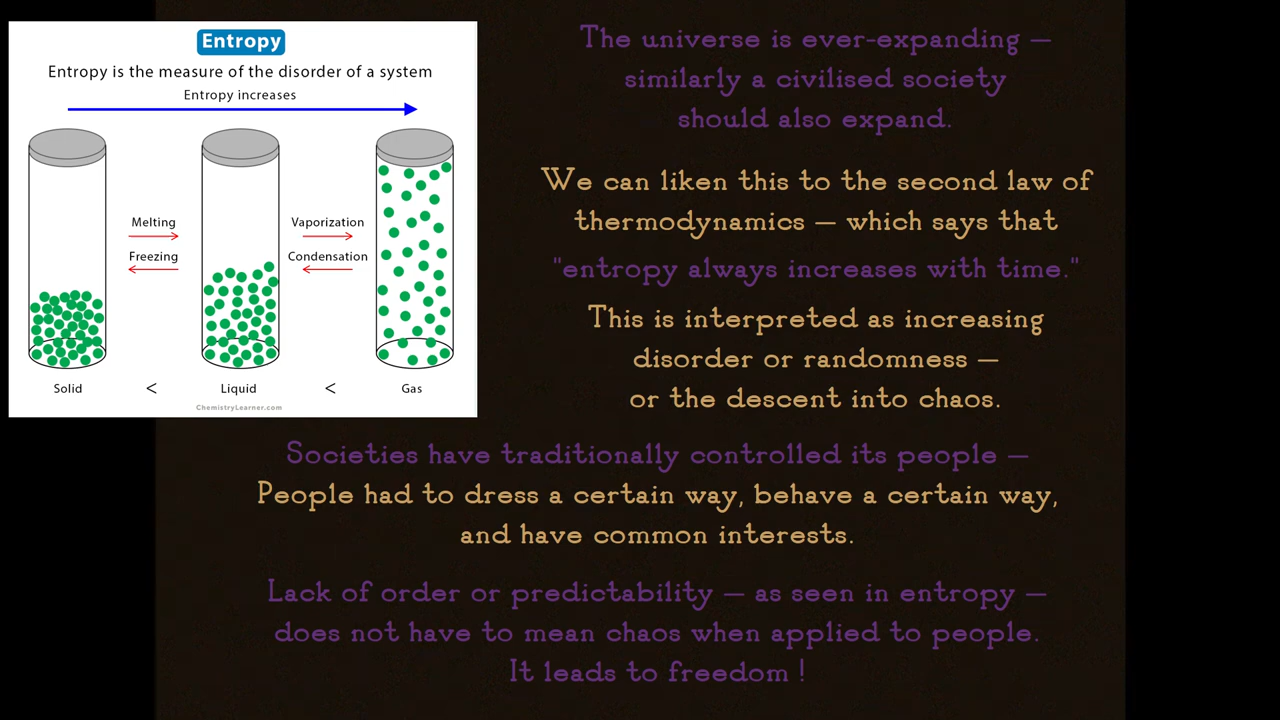 Entropy
Entropy is the measure of the disorder of a system
Entropy increases
Melting
Freezing
Vaporization
Condensation
Solid < Liquid < Gas
ChemistryLearner.com
The universe is ever-expanding —
similarly a civilised society
should also expand.
We can liken this to the second law of
thermodynamics — which says that
"entropy always increases with time."
This is interpreted as increasing
disorder or randomness —
or the descent into chaos.
Societies have traditionally controlled its people —
People had to dress a certain way, behave a certain way,
and have common interests.
Lack of order or predictability — as seen in entropy —
does not have to mean chaos when applied to people.
It leads to freedom !